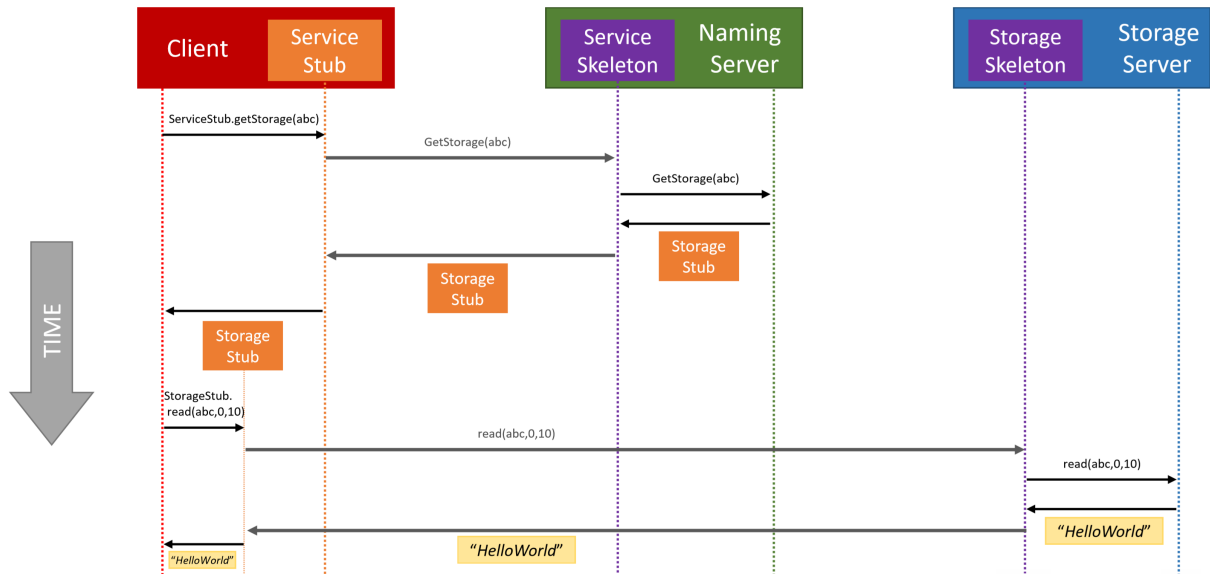 Client
Service
Stub
Service
Skeleton
Naming
Server
Storage
Skeleton
Storage
Server
ServiceStub.getStorage(abc)
GetStorage(abc)
GetStorage(abc)
Storage
Stub
Storage
Stub
Storage
Stub
TIME
StorageStub.
read(abc,0,10)
read(abc,0,10)
read(abc,0,10)
"HelloWorld"
"HelloWorld"
"HelloWorld"